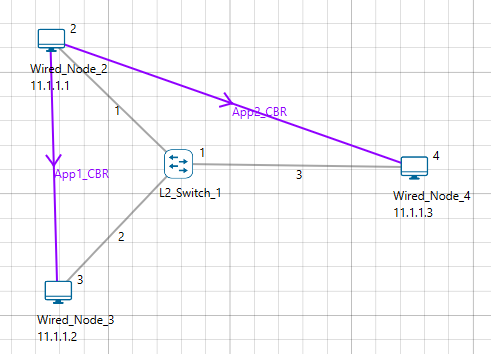 2
Wired_Node_2
11.1.1.1
1
App2_CBR
1
4
App1_CBR
3
L2_Switch_1
Wired_Node_4
11.1.1.3
2
3
Wired_Node_3
11.1.1.2